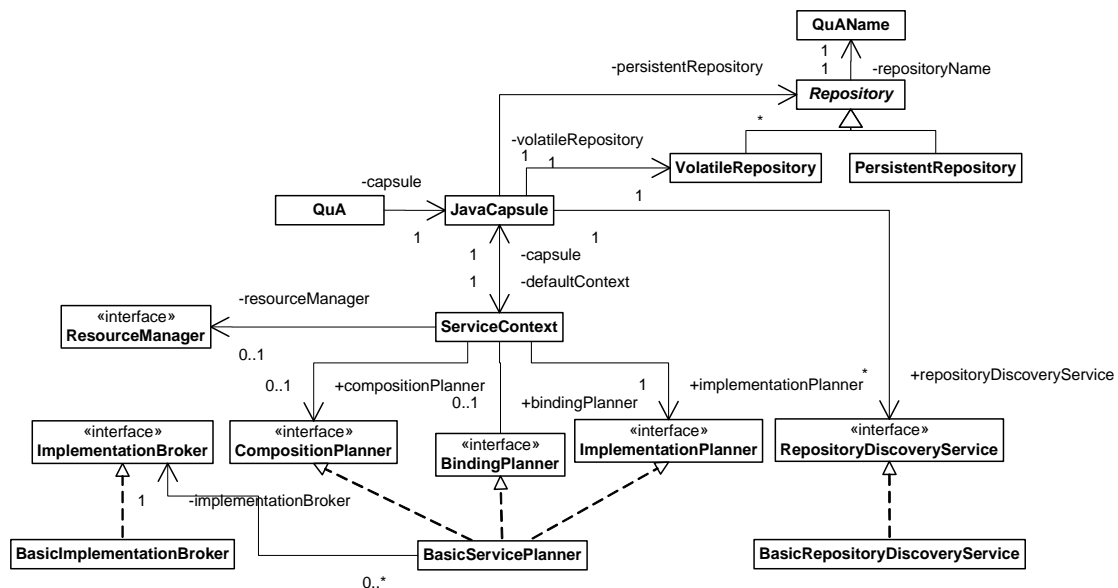 QuAName
1
1
-repositoryName
-persistentRepository
Repository
*
-volatileRepository
1
1
VolatileRepository
PersistentRepository
-capsule
1
QuA
JavaCapsule
1
1
1
-capsule
1
-defaultContext
-resourceManager
«interface»
ResourceManager
ServiceContext
0..1
0..1
+compositionPlanner
0..1
+bindingPlanner
1
+implementationPlanner
*
+repositoryDiscoveryService
«interface»
ImplementationBroker
«interface»
CompositionPlanner
«interface»
BindingPlanner
«interface»
ImplementationPlanner
«interface»
RepositoryDiscoveryService
1
-implementationBroker
BasicImplementationBroker
BasicServicePlanner
BasicRepositoryDiscoveryService
0..*